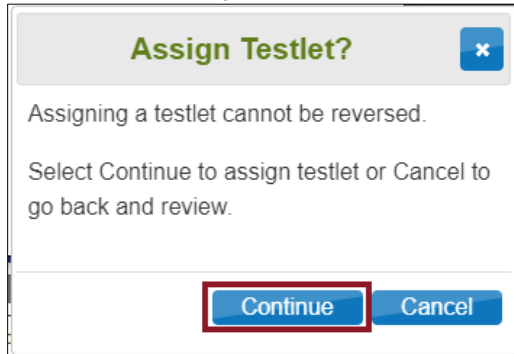 Assign Testlet?
Assigning a testlet cannot be reversed.
Select Continue to assign testlet or Cancel to
go back and review.
Continue Cancel